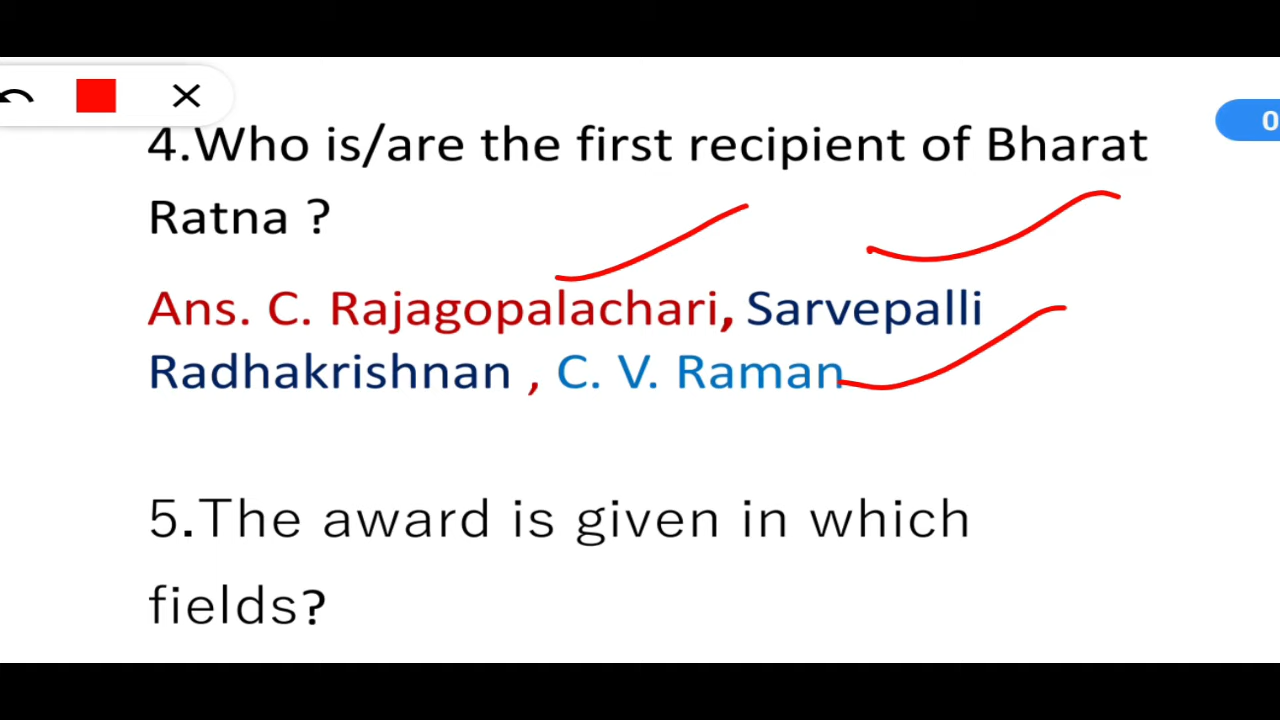 4.Who is/are the first recipient of Bharat
Ratna ?
Ans. C. Rajagopalachari, Sarvepalli
Radhakrishnan , C. V. Raman
5.The award is given in which
fields?